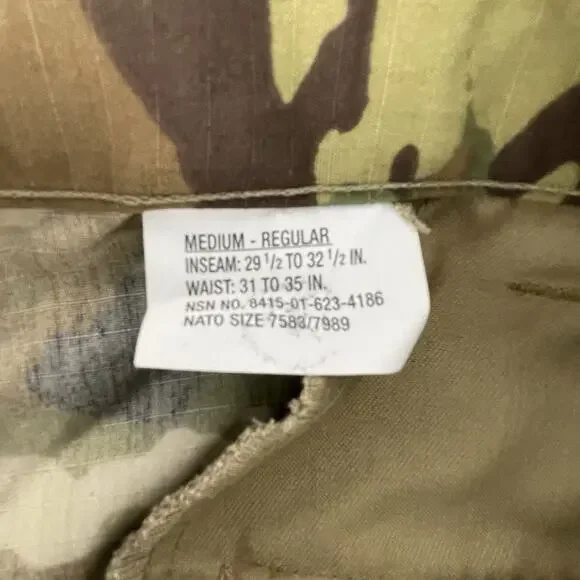 MEDIUM - REGULAR
INSEAM: 29 1/2 TO 32 1/2 IN.
WAIST: 31 TO 35 IN.
NSN NO. 8415-01-623-4186
NATO SIZE 7583/7989